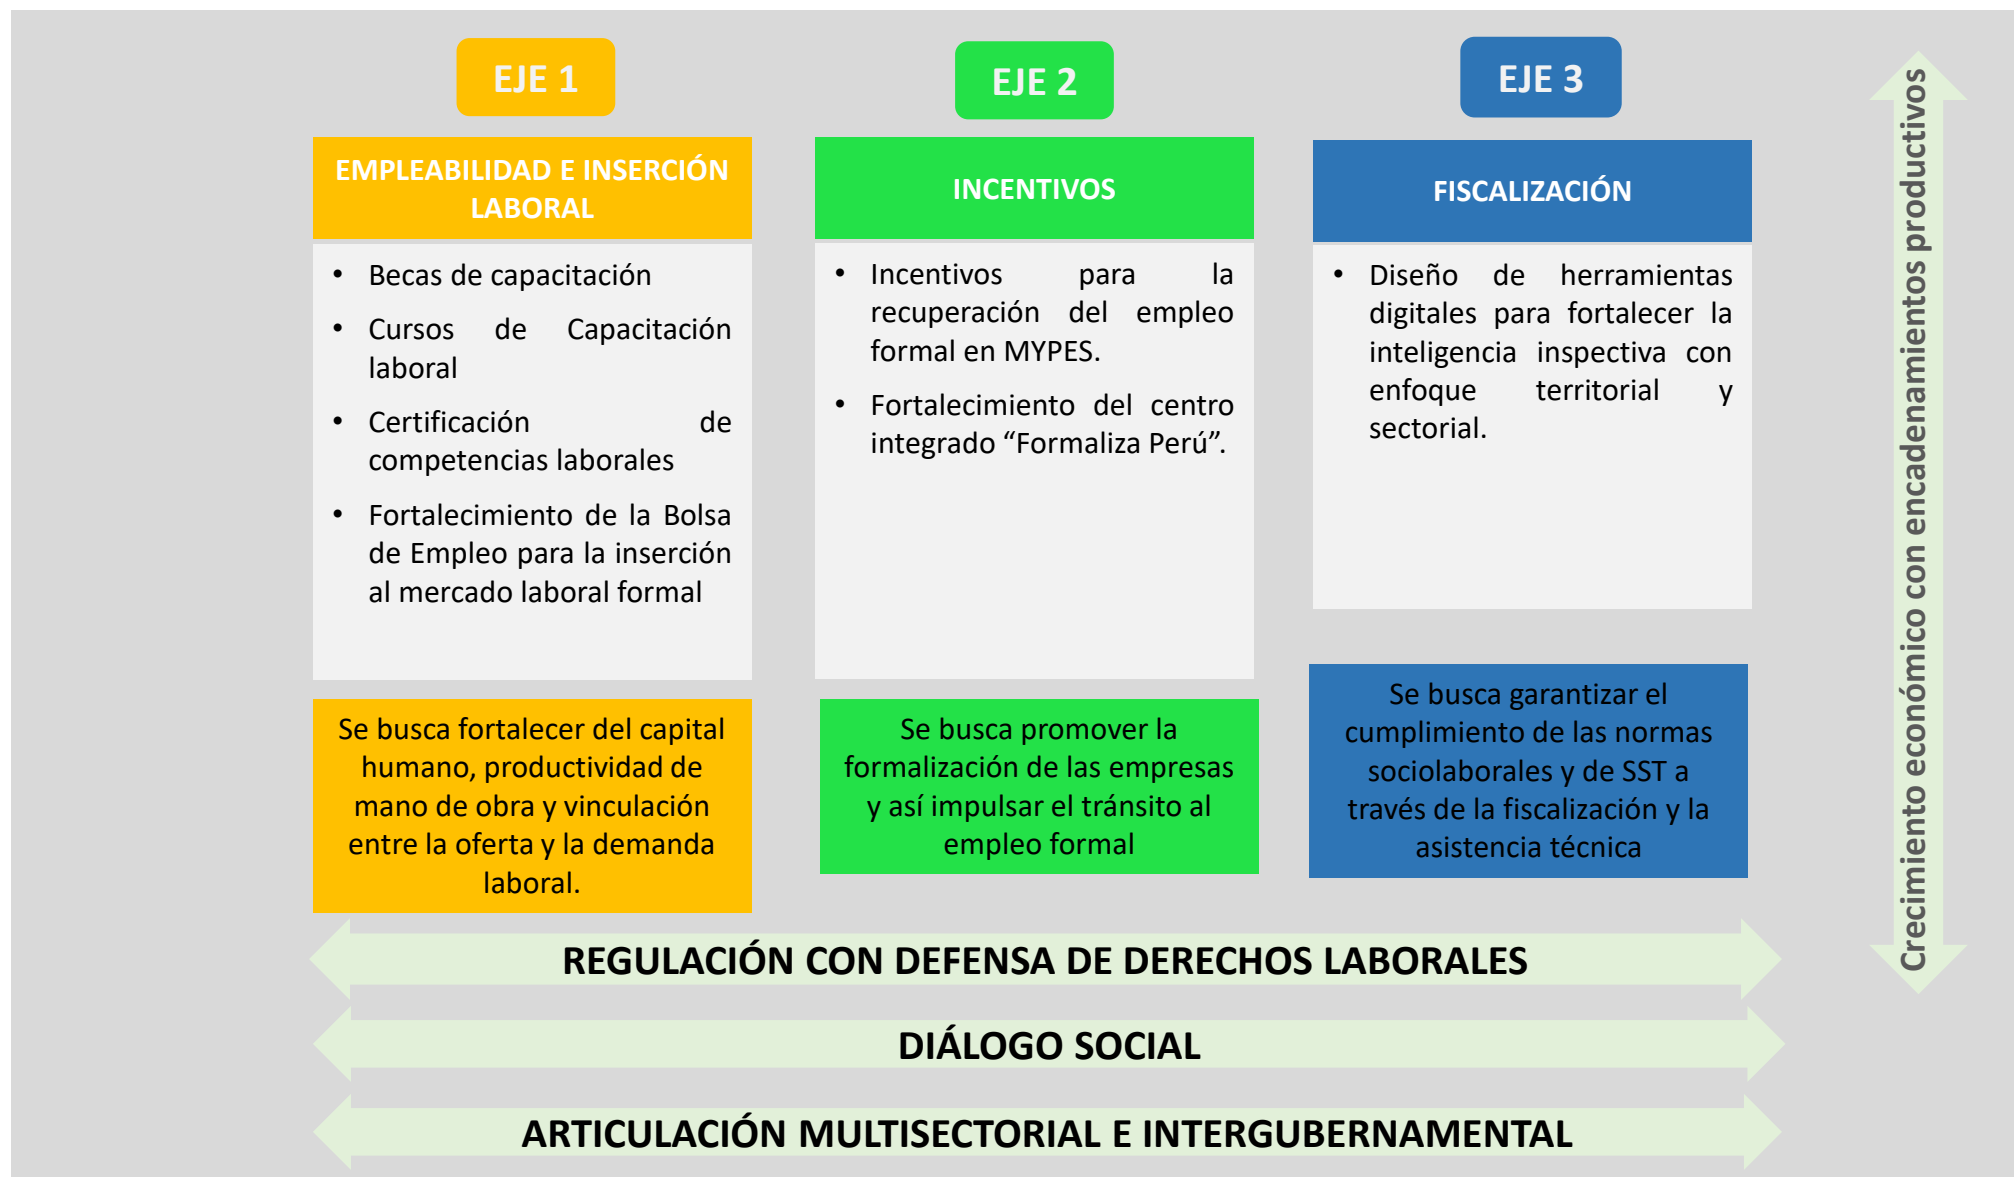 EJE 1
EMPLEABILIDAD E INSERCIÓN
LABORAL
• Becas de capacitación
• Cursos de Capacitación
laboral
• Certificación de
competencias laborales
• Fortalecimiento de la Bolsa
de Empleo para la inserción
al mercado laboral formal
Se busca fortalecer del capital
humano, productividad de
mano de obra y vinculación
entre la oferta y la demanda
laboral.
EJE 2
INCENTIVOS
• Incentivos para la
recuperación del empleo
formal en MYPES.
• Fortalecimiento del centro
integrado “Formaliza Perú”.
Se busca promover la
formalización de las empresas
y así impulsar el tránsito al
empleo formal
EJE 3
FISCALIZACIÓN
• Diseño de herramientas
digitales para fortalecer la
inteligencia inspectiva con
enfoque territorial y
sectorial.
Se busca garantizar el
cumplimiento de las normas
sociolaborales y de SST a
través de la fiscalización y la
asistencia técnica
Crecimiento económico con encadenamientos productivos
REGULACIÓN CON DEFENSA DE DERECHOS LABORALES
DIÁLOGO SOCIAL
ARTICULACIÓN MULTISECTORIAL E INTERGUBERNAMENTAL